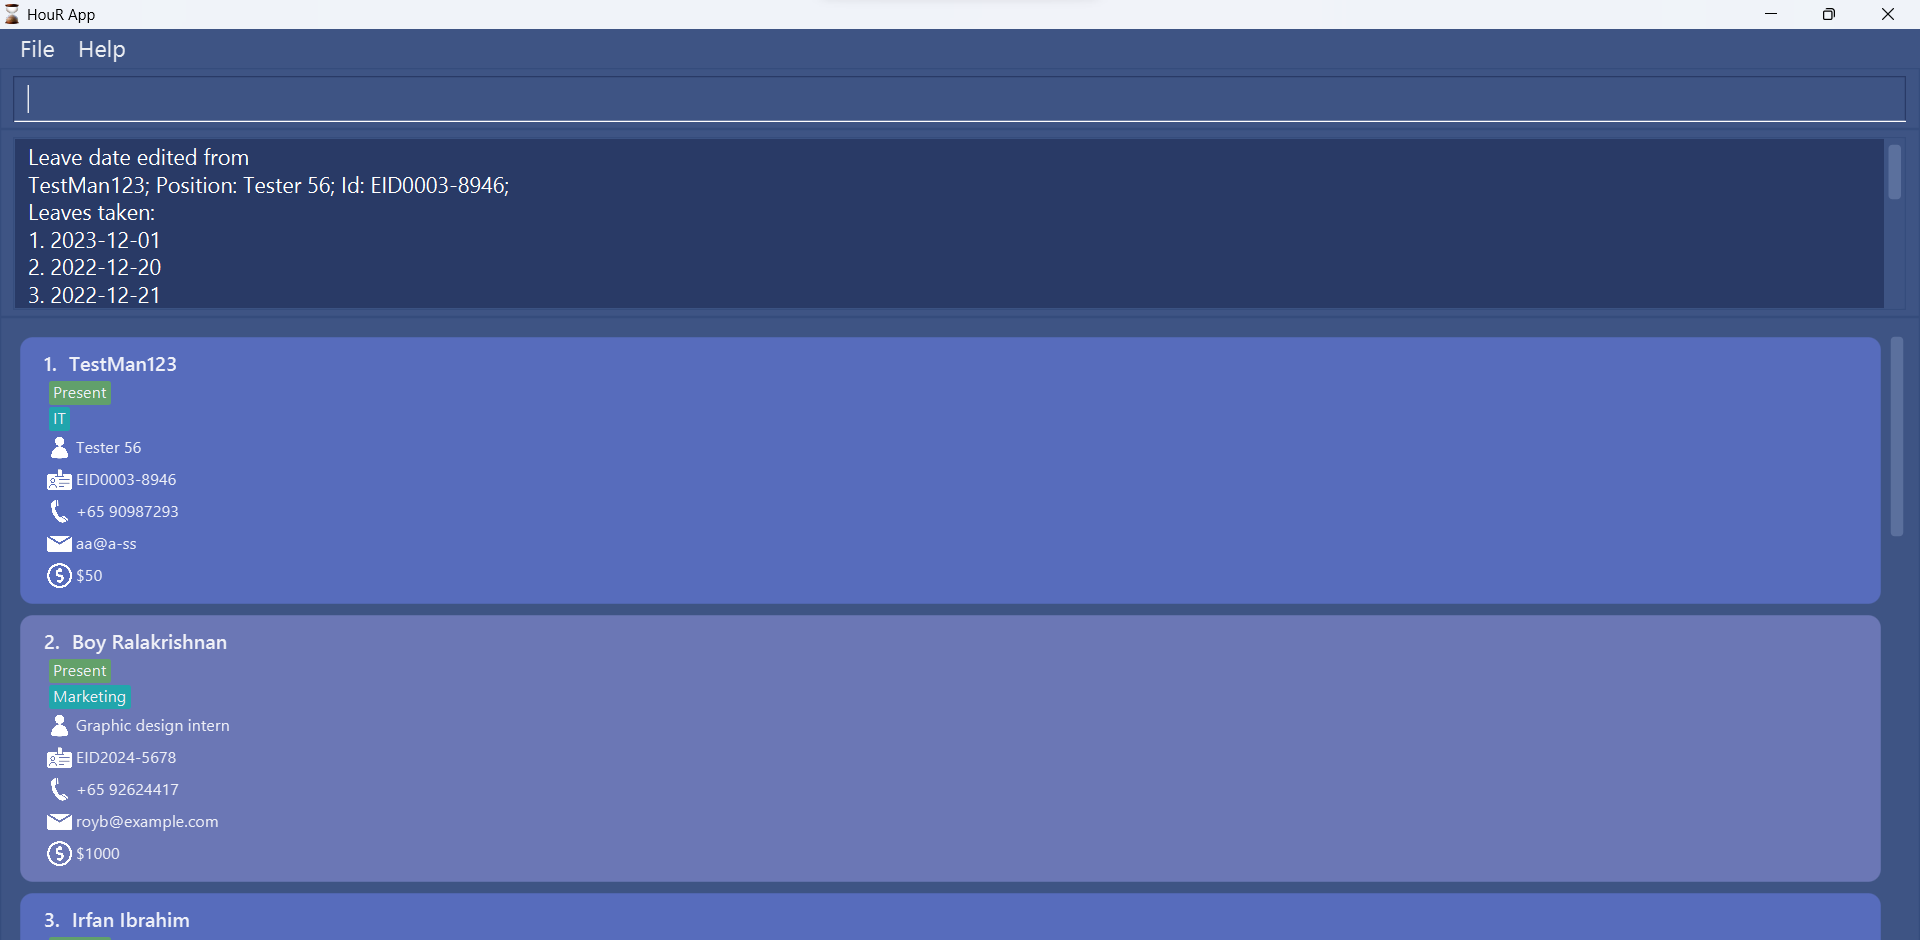 HouR App
File Help
Leave date edited from
TestMan123; Position: Tester 56; Id: EID0003-8946;
Leaves taken:
1. 2023-12-01
2. 2022-12-20
3. 2022-12-21
1. TestMan123
Present
IT
Tester 56
EID0003-8946
+65 90987293
aa@a-ss
$50
2. Boy Ralakrishnan
Present
Marketing
Graphic design intern
EID2024-5678
+65 92624417
royb@example.com
$1000
3. Irfan Ibrahim